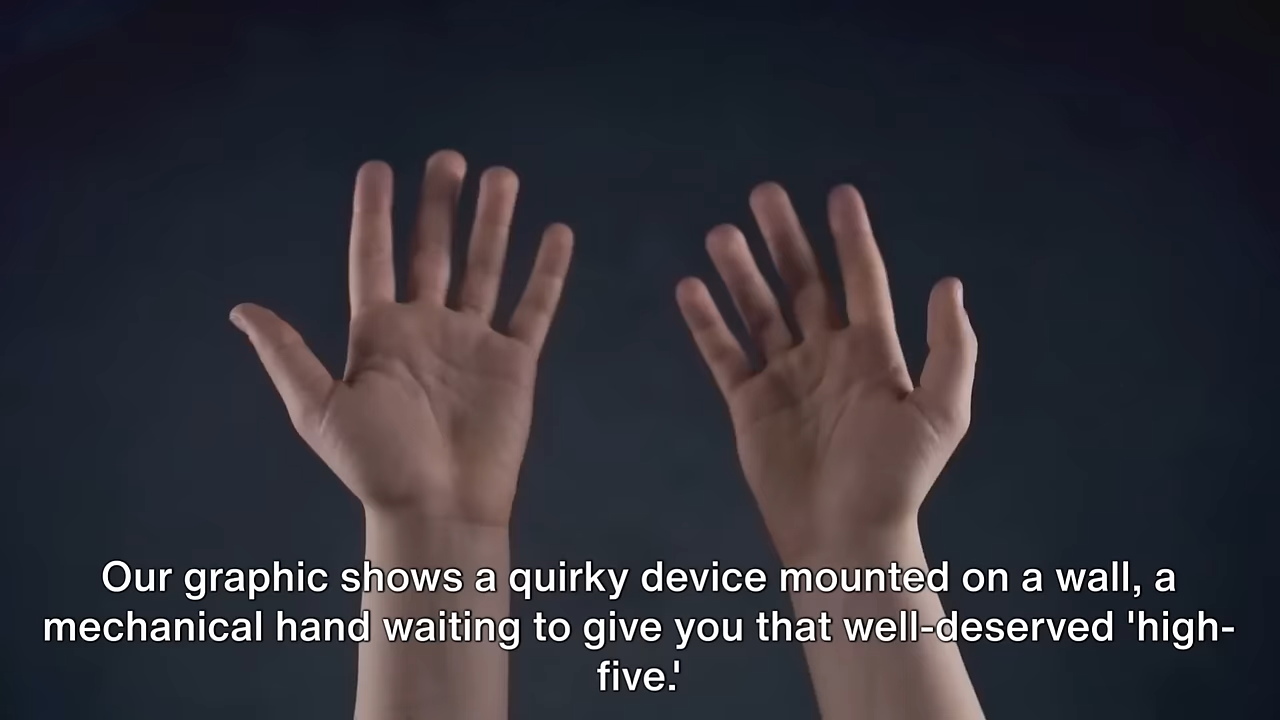 Our graphic shows a quirky device mounted on a wall, a
mechanical hand waiting to give you that well-deserved 'high-
five.'